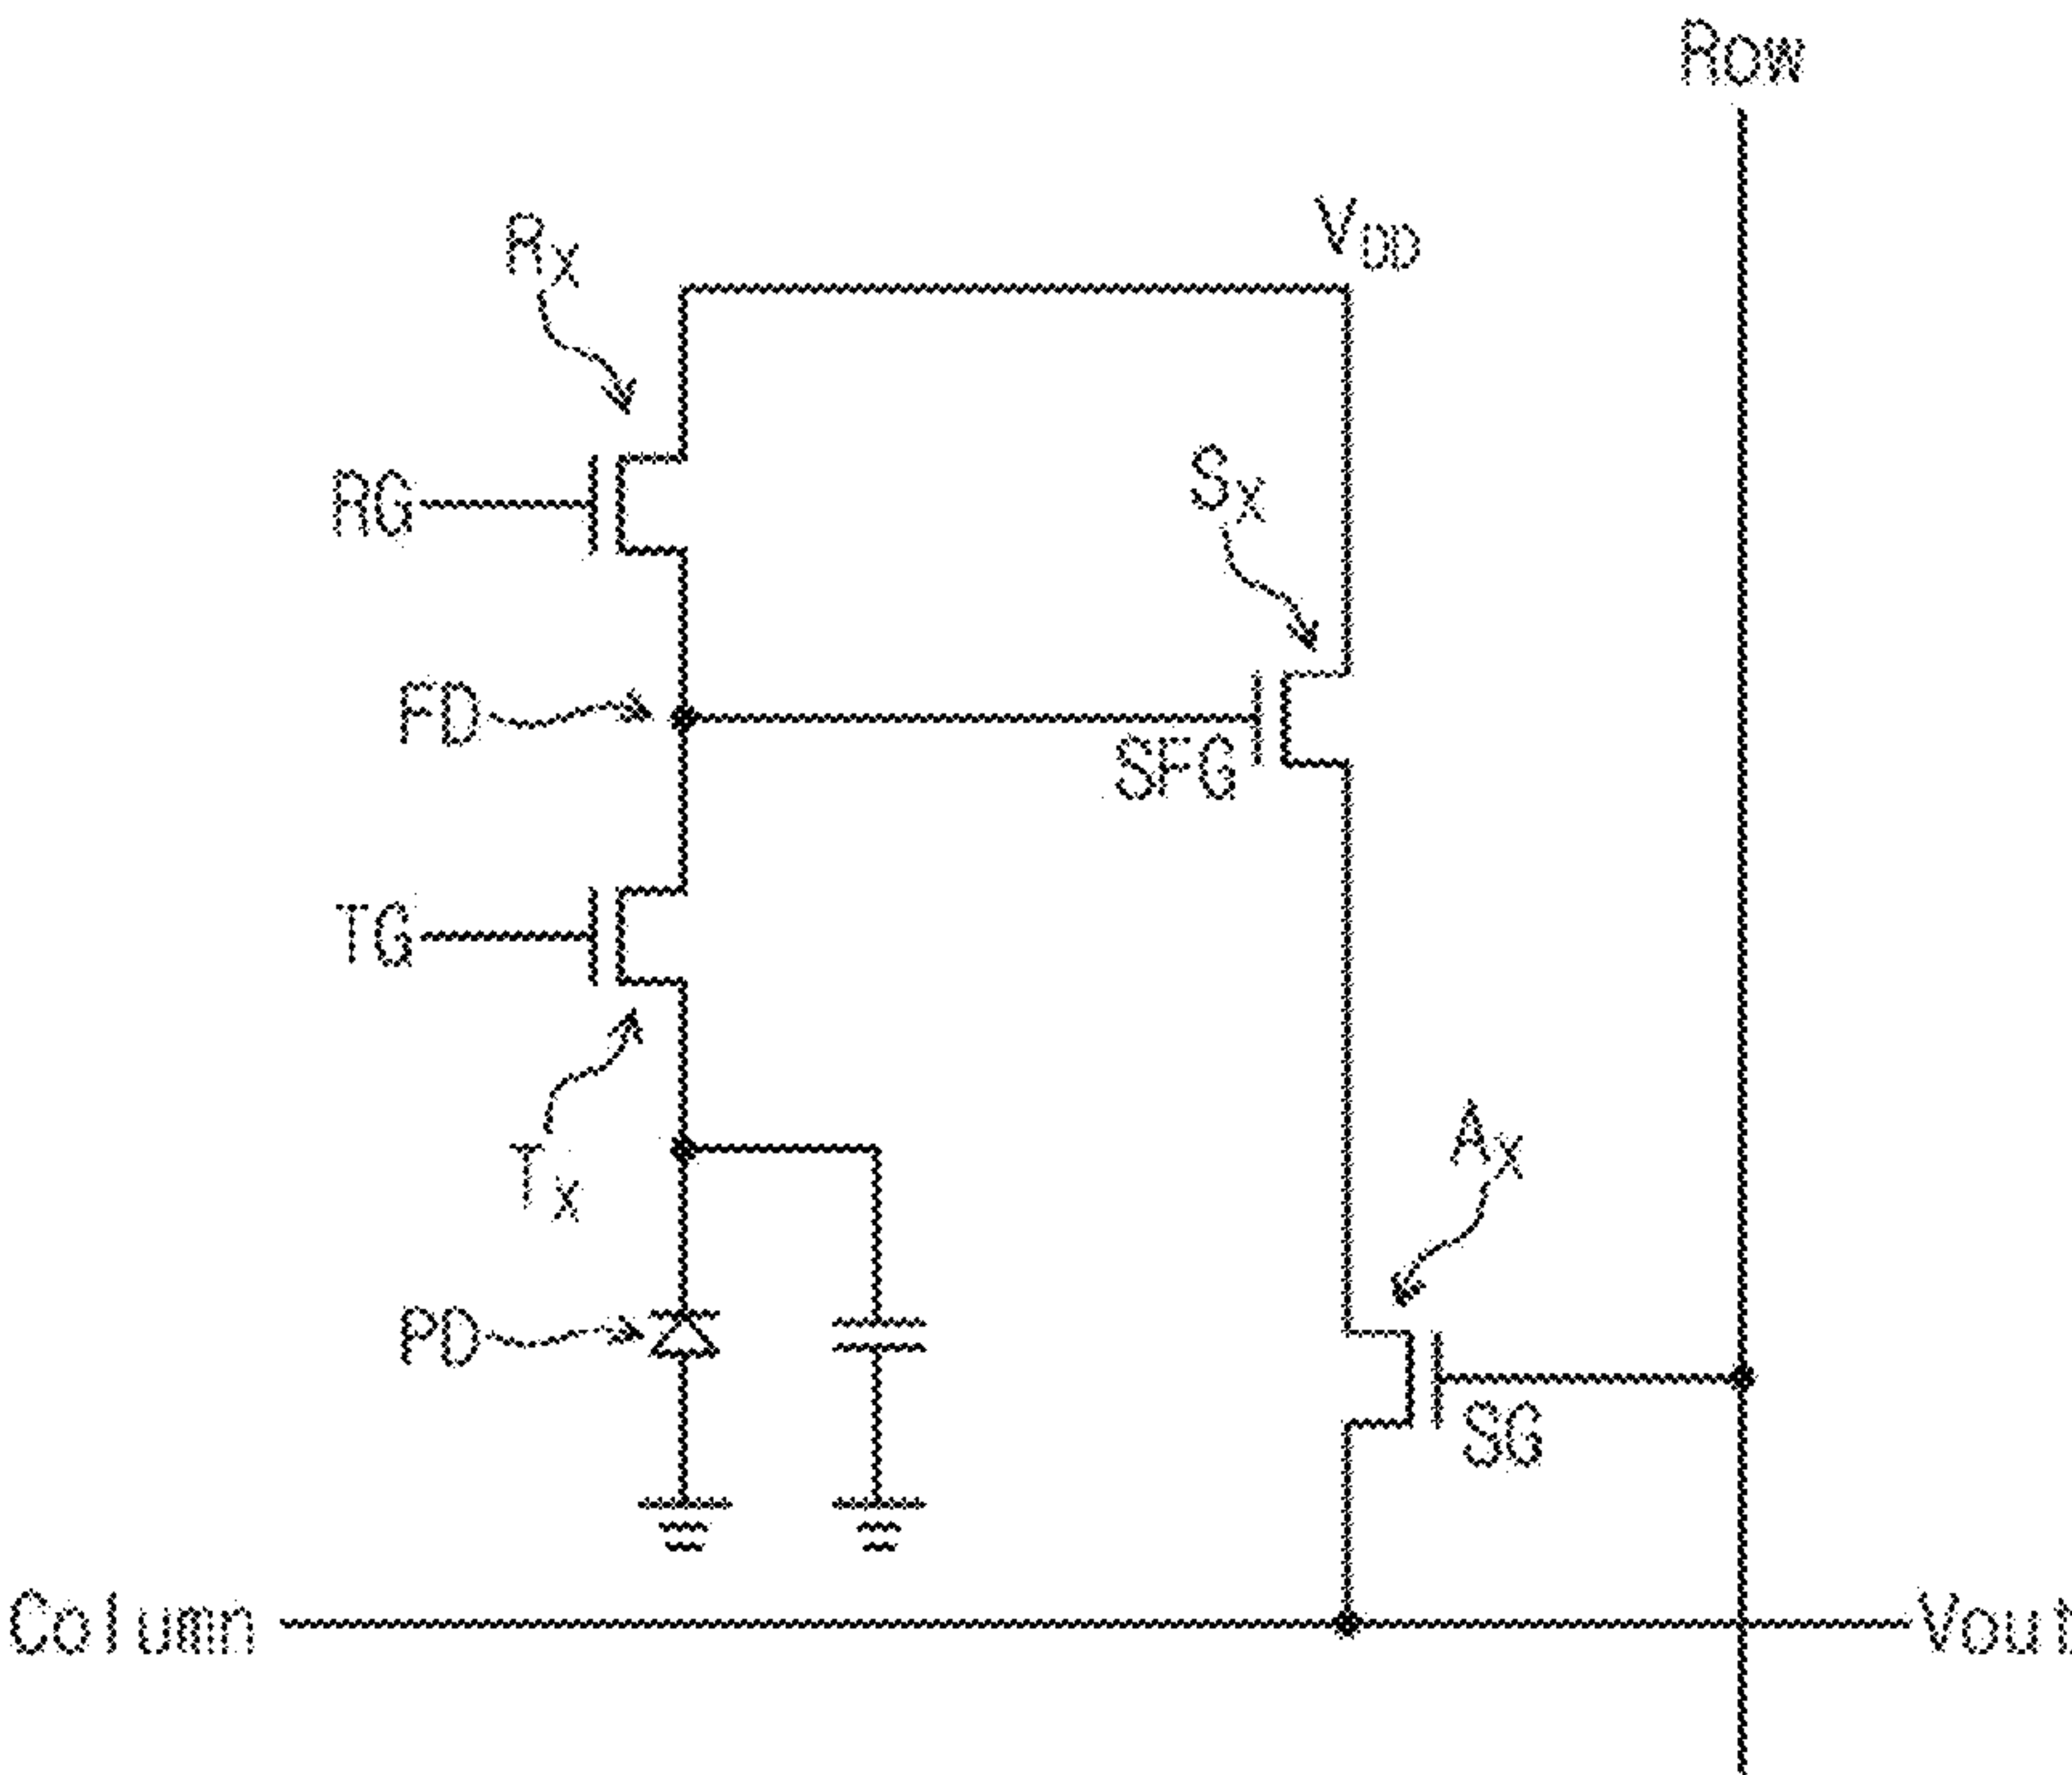 Row
RX
VDD
RG
SX
FD
SFG
TG
TX
AX
PD
SG
Column
Vout